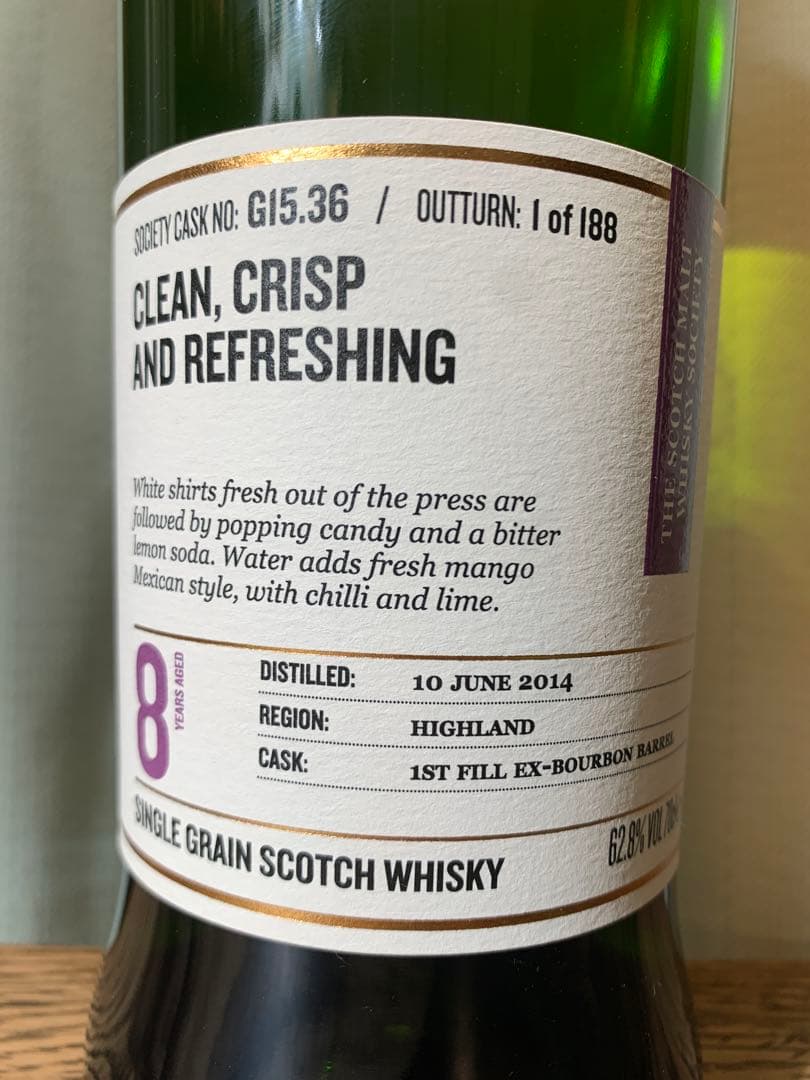 SOCIETY CASK NO: G15.36 / OUTTURN: 1 of 188
CLEAN, CRISP
AND REFRESHING
White shirts fresh out of the press are
followed by popping candy and a bitter
lemon soda. Water adds fresh mango
Mexican style, with chilli and lime.
8 YEARS AGED
DISTILLED: 10 JUNE 2014
REGION: HIGHLAND
CASK: 1ST FILL EX-BOURBON BARREL
SINGLE GRAIN SCOTCH WHISKY
62.8% VOL
THE SCOTCH MALT
WHISKY SOCIETY